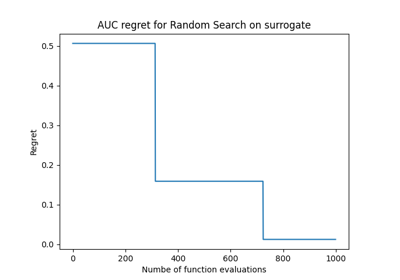 AUC regret for Random Search on surrogate
0.5
0.4
0.3
0.2
0.1
0.0
Regret
0 200 400 600 800 1000
Numbe of function evaluations